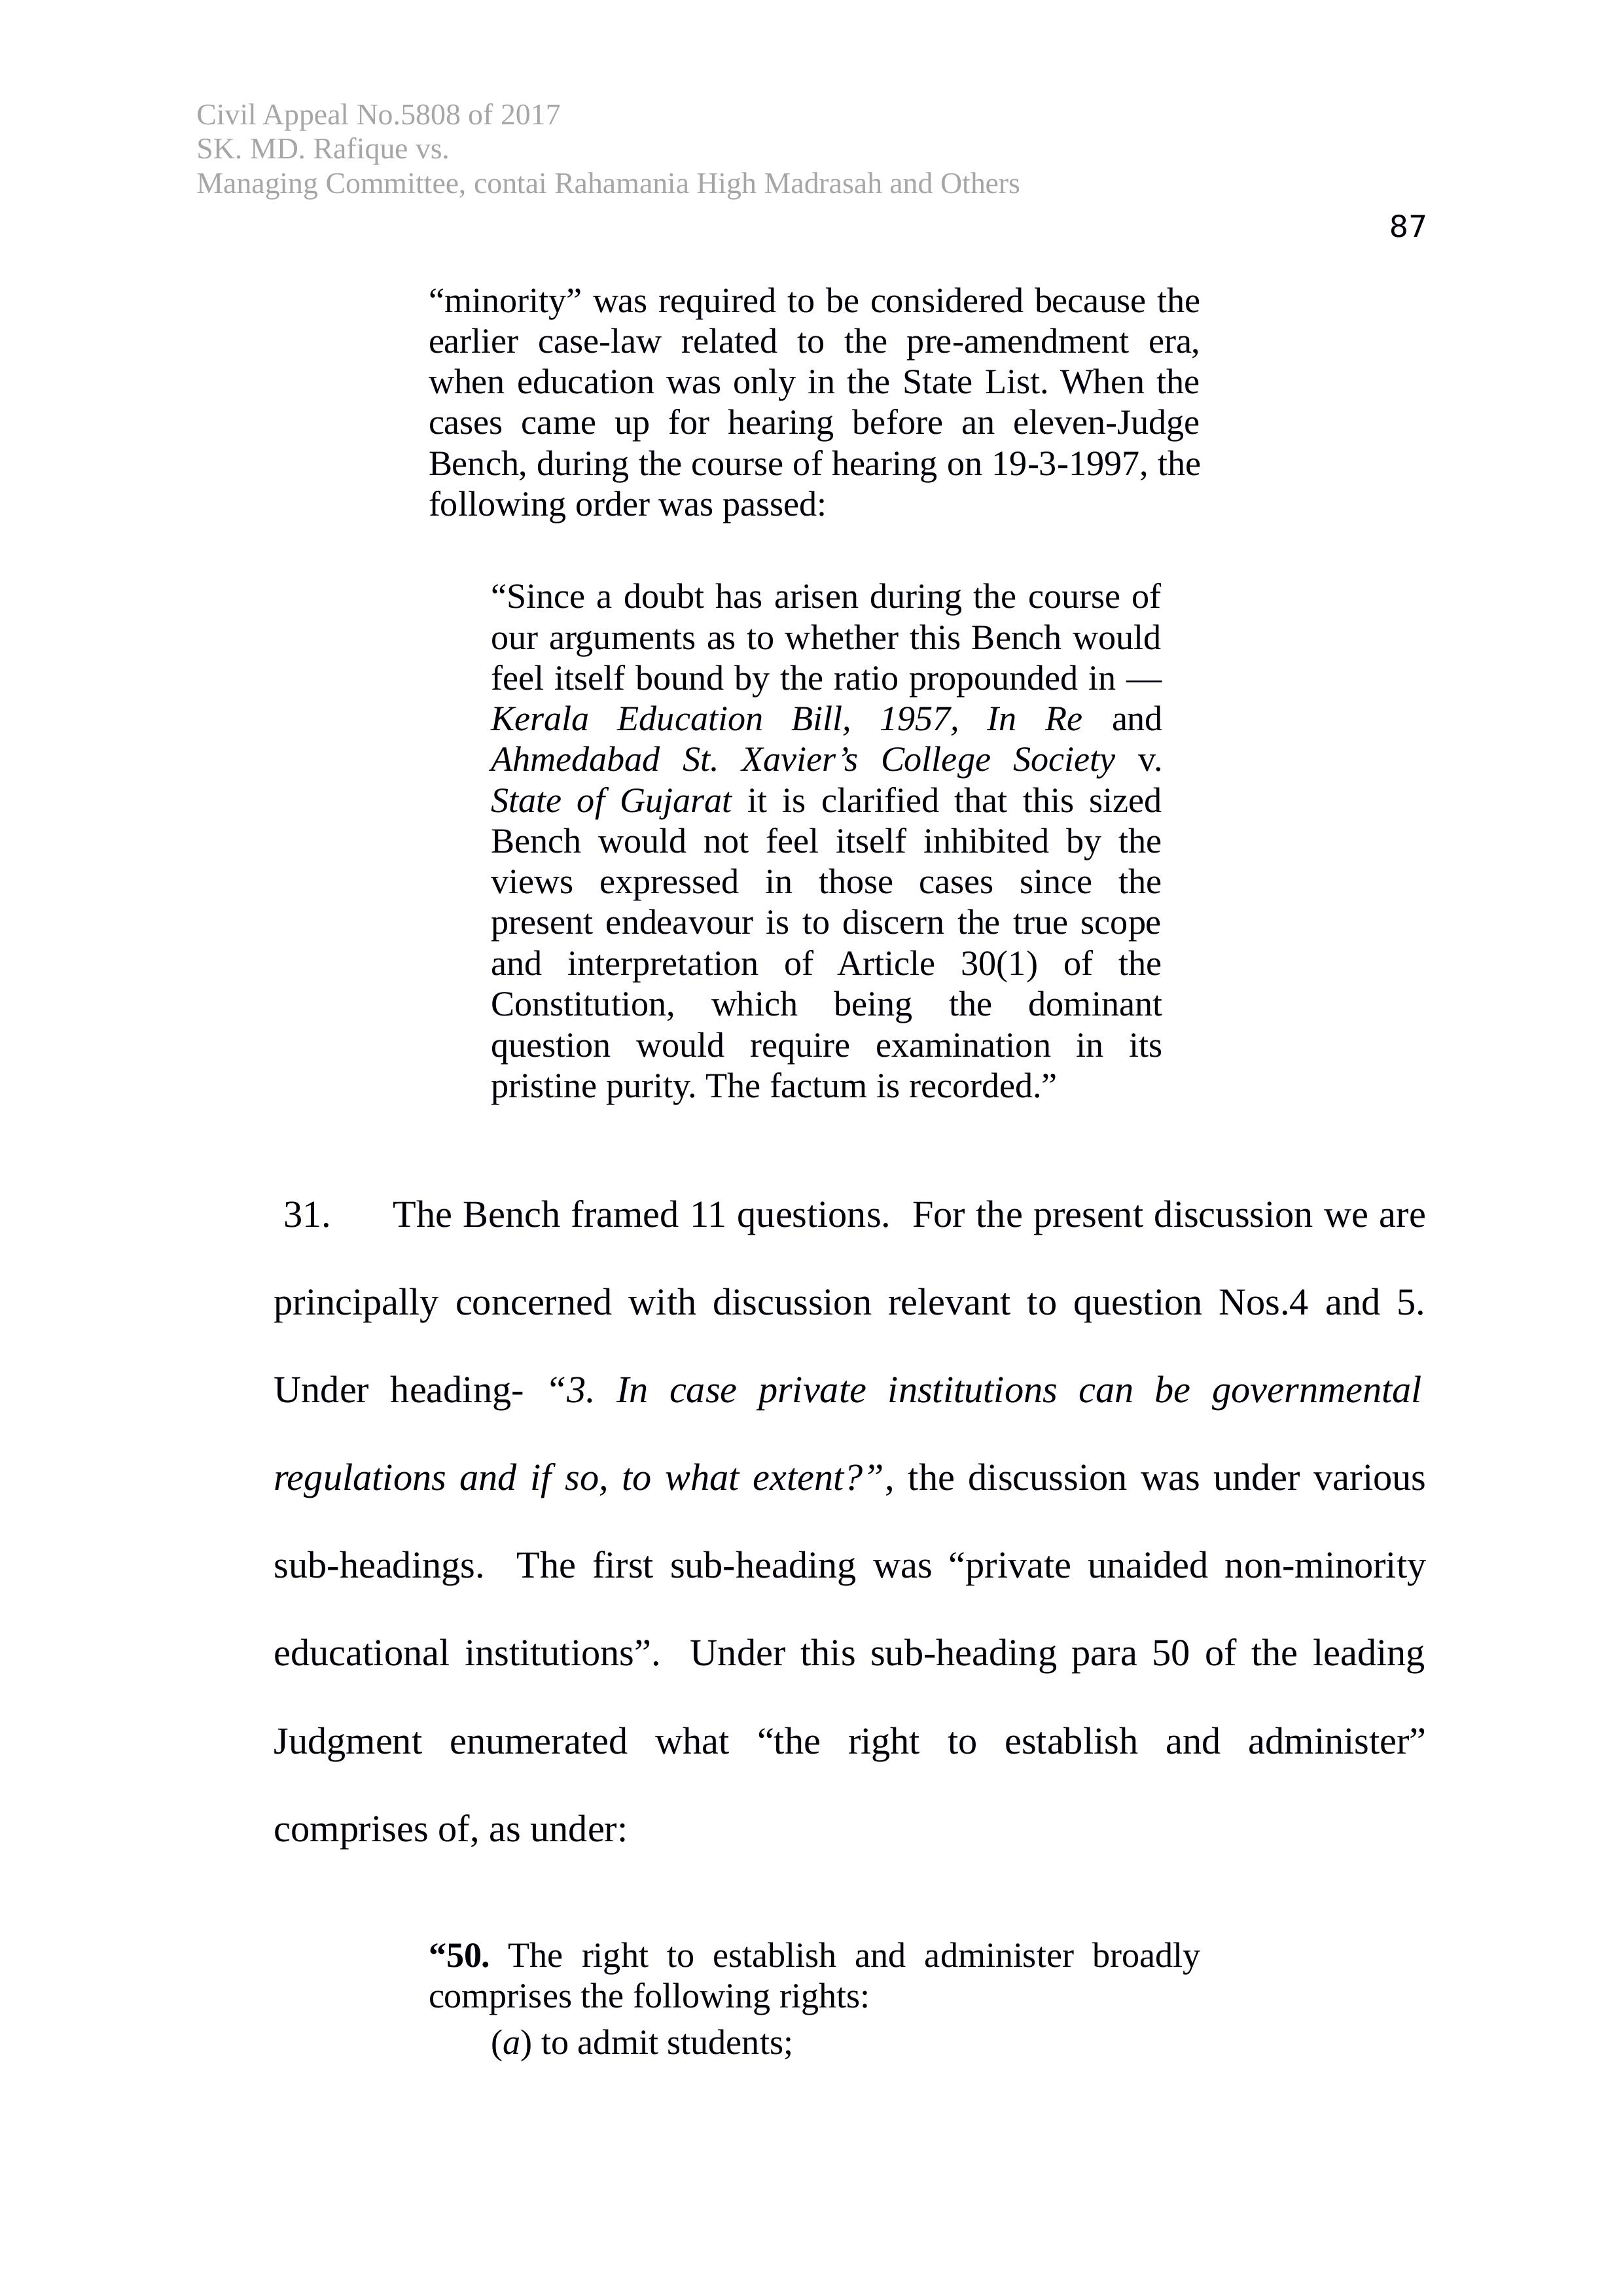 Civil Appeal No.5808 of 2017
SK. MD. Rafique vs.
Managing Committee, contai Rahamania High Madrasah and Others
87
“minority” was required to be considered because the
earlier case-law related to the pre-amendment era,
when education was only in the State List. When the
cases came up for hearing before an eleven-Judge
Bench, during the course of hearing on 19-3-1997, the
following order was passed:
“Since a doubt has arisen during the course of
our arguments as to whether this Bench would
feel itself bound by the ratio propounded in —
Kerala Education Bill, 1957, In Re and
Ahmedabad St. Xavier’s College Society v.
State of Gujarat it is clarified that this sized
Bench would not feel itself inhibited by the
views expressed in those cases since the
present endeavour is to discern the true scope
and interpretation of Article 30(1) of the
Constitution, which being the dominant
question would require examination in its
pristine purity. The factum is recorded.”
31. The Bench framed 11 questions. For the present discussion we are
principally concerned with discussion relevant to question Nos.4 and 5.
Under heading- “3. In case private institutions can be governmental
regulations and if so, to what extent?”, the discussion was under various
sub-headings. The first sub-heading was “private unaided non-minority
educational institutions”. Under this sub-heading para 50 of the leading
Judgment enumerated what “the right to establish and administer”
comprises of, as under:
“50. The right to establish and administer broadly
comprises the following rights:
(a) to admit students;